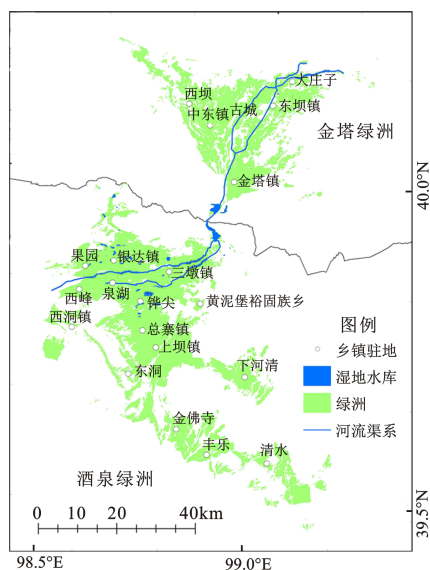 大庄子
西坝
中东镇
古城
东坝镇
金塔绿洲
金塔镇
40.0°N
果园
银达镇
三墩镇
西峰
泉湖
铧尖
黄泥堡裕固族乡
西洞镇
总寨镇
上坝镇
图例
乡镇驻地
湿地水库
绿洲
河流渠系
东洞
下河清
金佛寺
丰乐
清水
酒泉绿洲
0 10 20 40km
39.5°N
98.5°E
99.0°E